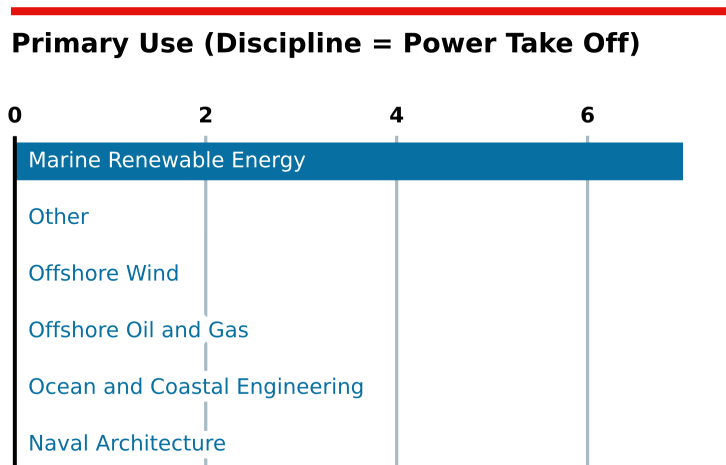 Primary Use (Discipline = Power Take Off)
0 2 4 6
Marine Renewable Energy
Other
Offshore Wind
Offshore Oil and Gas
Ocean and Coastal Engineering
Naval Architecture